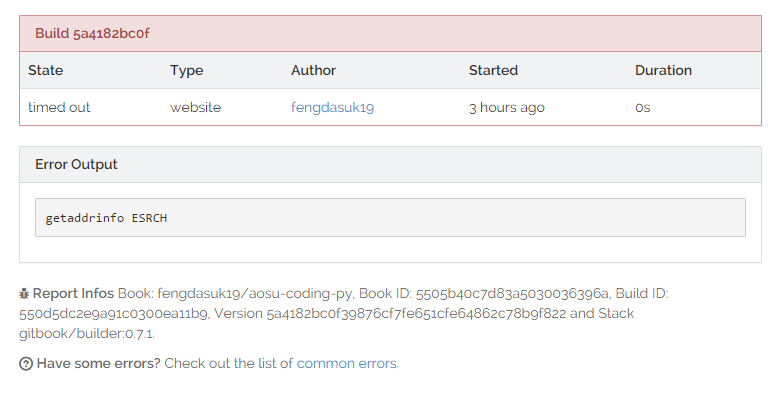 Build 5a4182bc0f
State Type Author Started Duration
timed out website fengdasuk19 3 hours ago 0s
Error Output
getaddrinfo ESRCH
Report Infos Book: fengdasuk19/aosu-coding-py, Book ID: 5505b40c7d83a5030036396a, Build ID:
550d5dc2e9a91c0300ea11b9, Version 5a4182bc0f39876cf7fe651cfe64862c78b9f822 and Stack
gitbook/builder:0.7.1.
Have some errors? Check out the list of common errors.